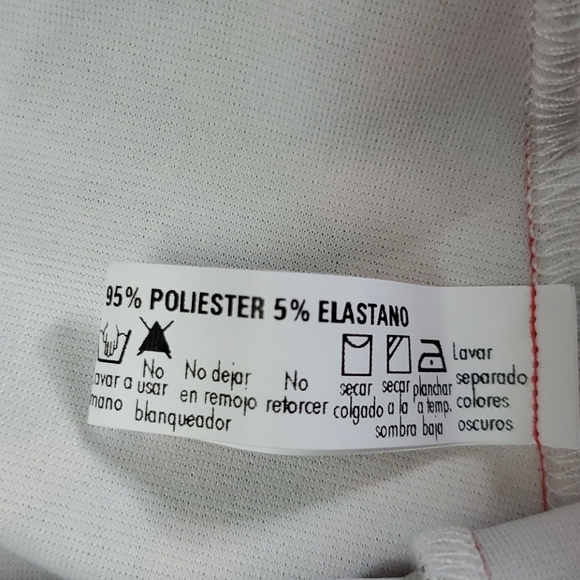 95% POLIESTER 5% ELASTANO
Lavar a mano
No usar blanqueador
No dejar en remojo
No retorcer
secar colgado
secar a la sombra
planchar a temp. baja
Lavar separado colores oscuros